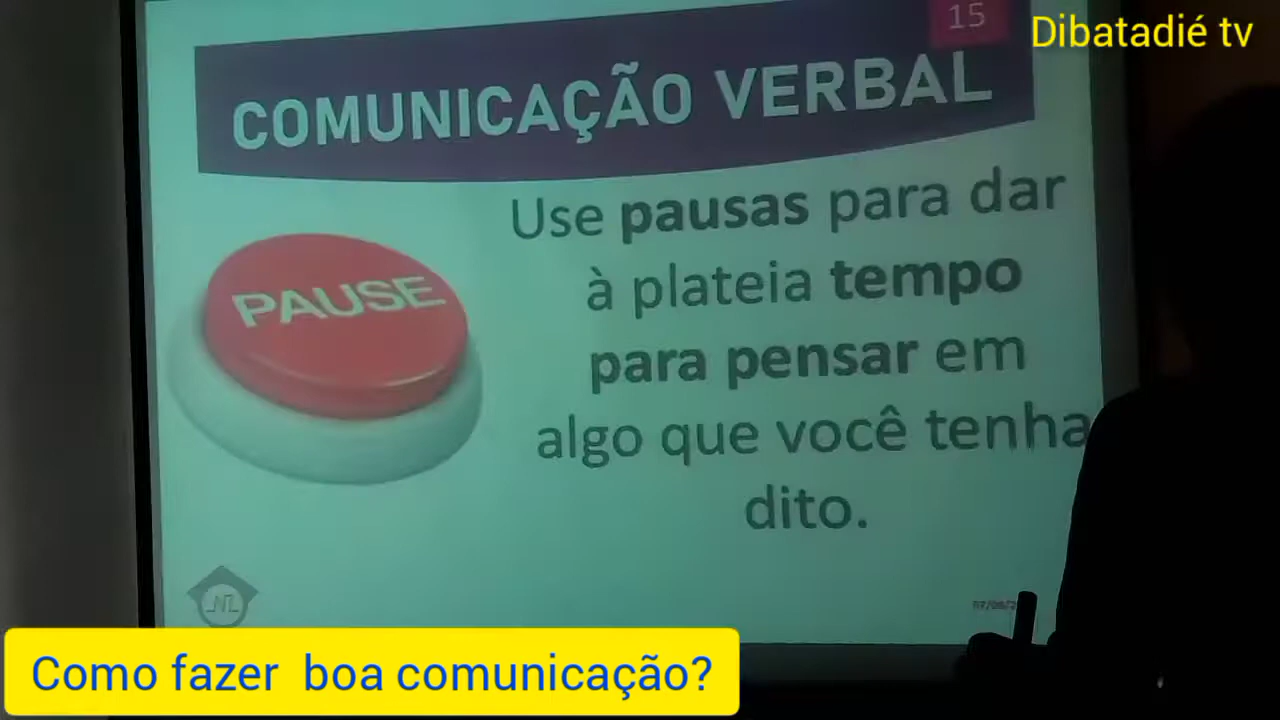 15
Dibatadié tv
COMUNICAÇÃO VERBAL
PAUSE
Use pausas para dar
à plateia tempo
para pensar em
algo que você tenha
dito.
Como fazer boa comunicação?